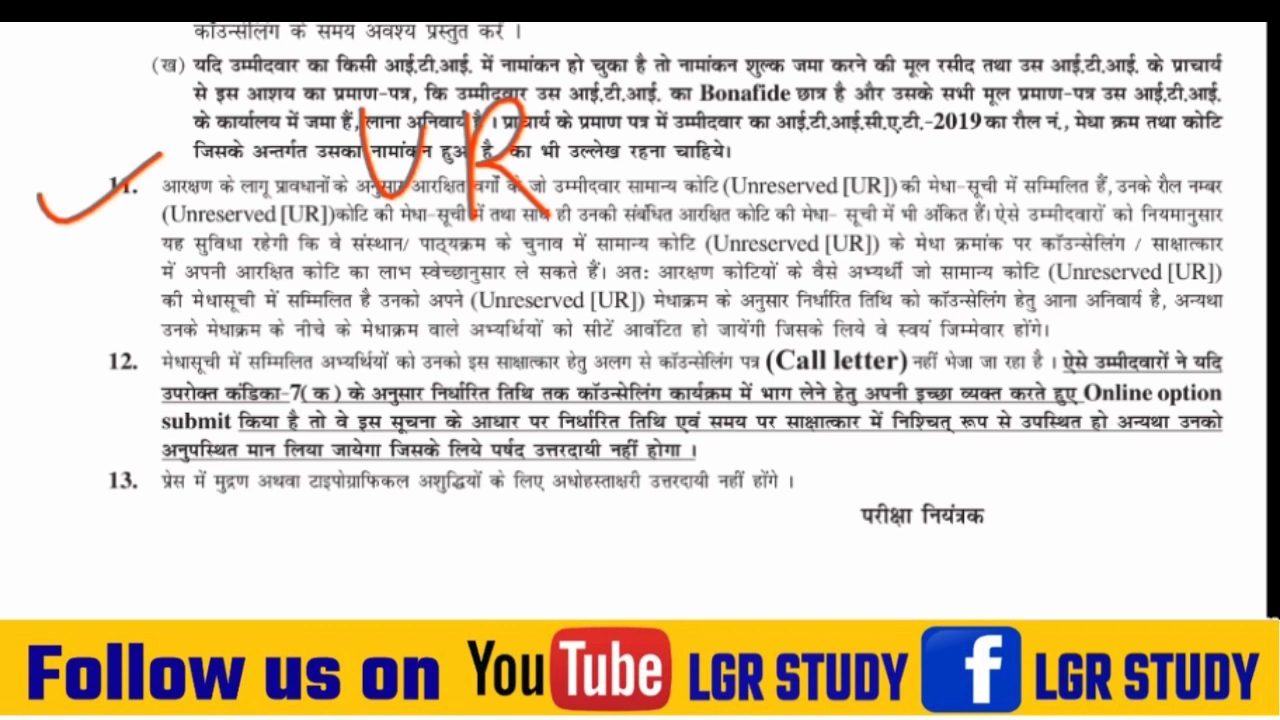 कॉउन्सेलिंग के समय अवश्य प्रस्तुत करें ।
(ख) यदि उम्मीदवार का किसी आई.टी.आई. में नामांकन हो चुका है तो नामांकन शुल्क जमा करने की मूल रसीद तथा उस आई.टी.आई. के प्राचार्य
से इस आशय का प्रमाण-पत्र, कि उम्मीदवार उस आई.टी.आई. का Bonafide छात्र है और उसके सभी मूल प्रमाण-पत्र उस आई.टी.आई.
के कार्यालय में जमा हैं, लाना अनिवार्य है । प्राचार्य के प्रमाण पत्र में उम्मीदवार का आई.टी.आई.सी.ए.टी.-2019 का रौल नं., मेधा क्रम तथा कोटि
जिसके अन्तर्गत उसका नामांकन हुआ है, का भी उल्लेख रहना चाहिये।
UR
11. आरक्षण के लागू प्रावधानों के अनुसार आरक्षित वर्गों के जो उम्मीदवार सामान्य कोटि (Unreserved [UR]) की मेधा-सूची में सम्मिलित हैं, उनके रौल नम्बर
(Unreserved [UR])कोटि की मेधा-सूची में तथा साथ ही उनकी संबंधित आरक्षित कोटि की मेधा- सूची में भी अंकित हैं। ऐसे उम्मीदवारों को नियमानुसार
यह सुविधा रहेगी कि वे संस्थान/ पाठ्यक्रम के चुनाव में सामान्य कोटि (Unreserved [UR]) के मेधा क्रमांक पर कॉउन्सेलिंग / साक्षात्कार
में अपनी आरक्षित कोटि का लाभ स्वेच्छानुसार ले सकते हैं। अत: आरक्षण कोटियों के वैसे अभ्यर्थी जो सामान्य कोटि (Unreserved [UR])
की मेधासूची में सम्मिलित है उनको अपने (Unreserved [UR]) मेधाक्रम के अनुसार निर्धारित तिथि को कॉउन्सेलिंग हेतु आना अनिवार्य है, अन्यथा
उनके मेधाक्रम के नीचे के मेधाक्रम वाले अभ्यर्थियों को सीटें आवंटित हो जायेंगी जिसके लिये वे स्वयं जिम्मेवार होंगे।
12. मेधासूची में सम्मिलित अभ्यर्थियों को उनको इस साक्षात्कार हेतु अलग से कॉउन्सेलिंग पत्र (Call letter) नहीं भेजा जा रहा है । ऐसे उम्मीदवारों ने यदि
उपरोक्त कंडिका-7( क ) के अनुसार निर्धारित तिथि तक कॉउन्सेलिंग कार्यक्रम में भाग लेने हेतु अपनी इच्छा व्यक्त करते हुए Online option
submit किया है तो वे इस सूचना के आधार पर निर्धारित तिथि एवं समय पर साक्षात्कार में निश्चित् रूप से उपस्थित हो अन्यथा उनको
अनुपस्थित मान लिया जायेगा जिसके लिये पर्षद उत्तरदायी नहीं होगा ।
13. प्रेस में मुद्रण अथवा टाइपोग्राफिकल अशुद्धियों के लिए अधोहस्ताक्षरी उत्तरदायी नहीं होंगे ।
परीक्षा नियंत्रक
Follow us on YouTube LGR STUDY f LGR STUDY